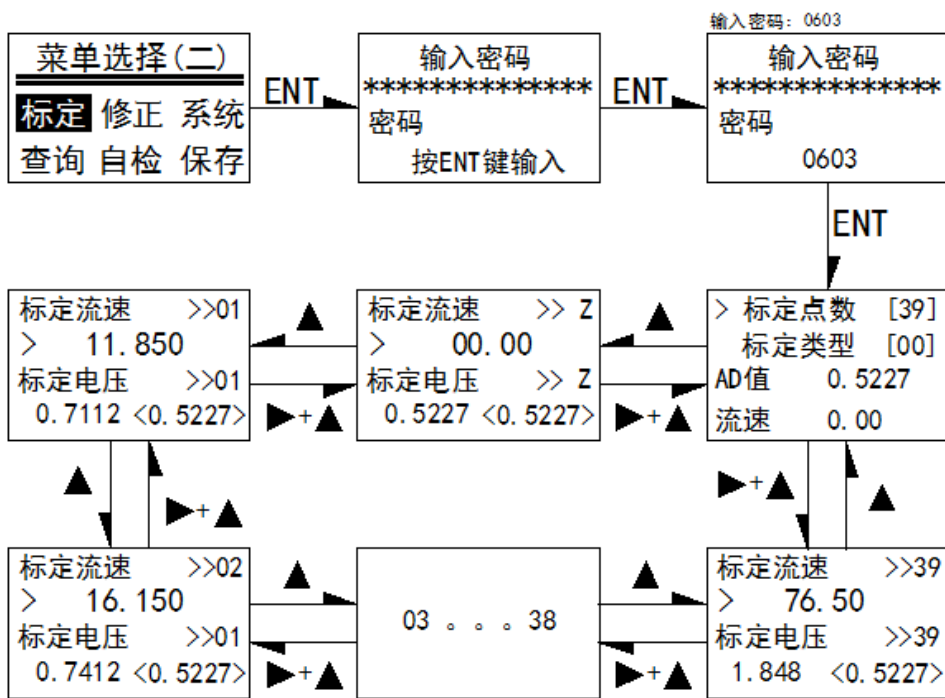 输入密码: 0603
菜单选择(二)
标定 修正 系统
查询 自检 保存
ENT
输入密码
**************
密码
按ENT键输入
ENT
输入密码
**************
密码
0603
ENT
标定流速 >>01
> 11.850
标定电压 >>01
0.7112 <0.5227>
▲
▶+▲
标定流速 >> Z
> 00.00
标定电压 >> Z
0.5227 <0.5227>
▲
▶+▲
> 标定点数 [39]
标定类型 [00]
AD值 0.5227
流速 0.00
▲
▶+▲
▶+▲
▲
标定流速 >>02
> 16.150
标定电压 >>01
0.7412 <0.5227>
▲
▶+▲
03 。。。38
▲
▶+▲
标定流速 >>39
> 76.50
标定电压 >>39
1.848 <0.5227>